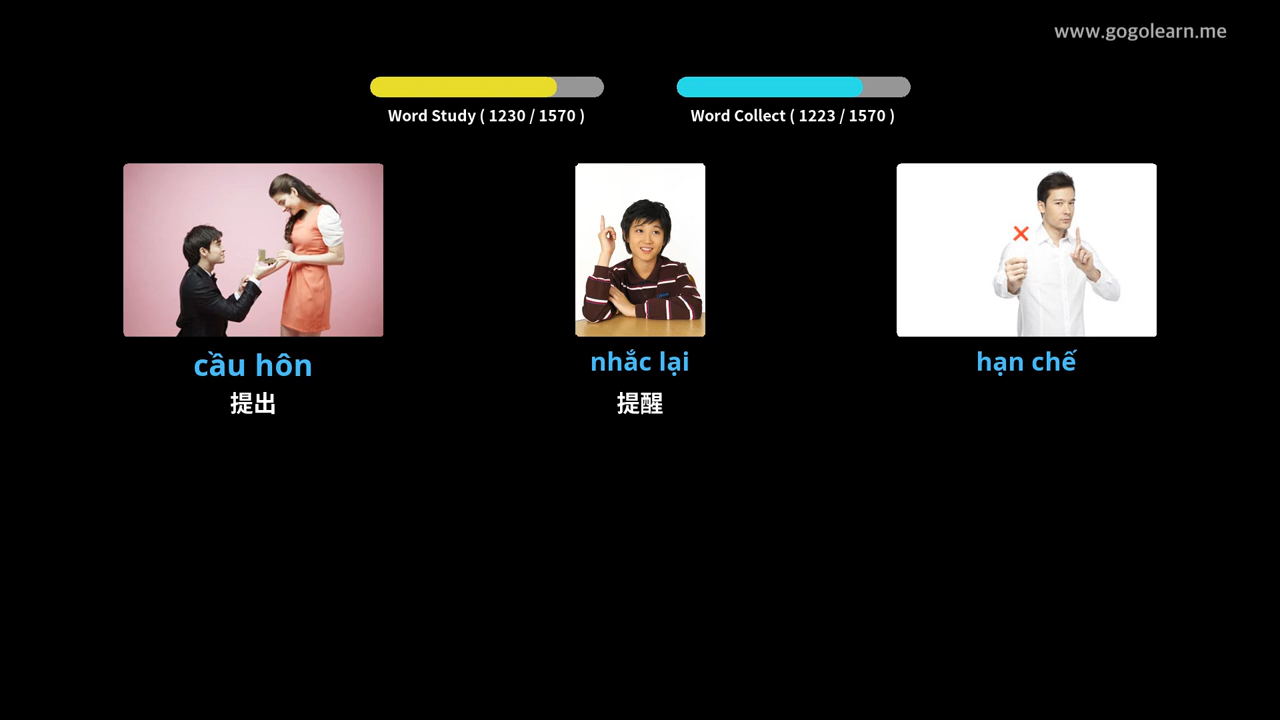 www.gogolearn.me
Word Study ( 1230 / 1570 )
Word Collect ( 1223 / 1570 )
cầu hôn
nhắc lại
hạn chế
提出
提醒